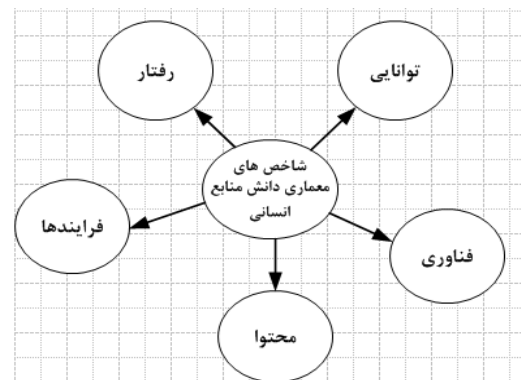 توانایی
رفتار
شاخص های
معماری دانش منابع
انسانی
فرایندها
فناوری
محتوا